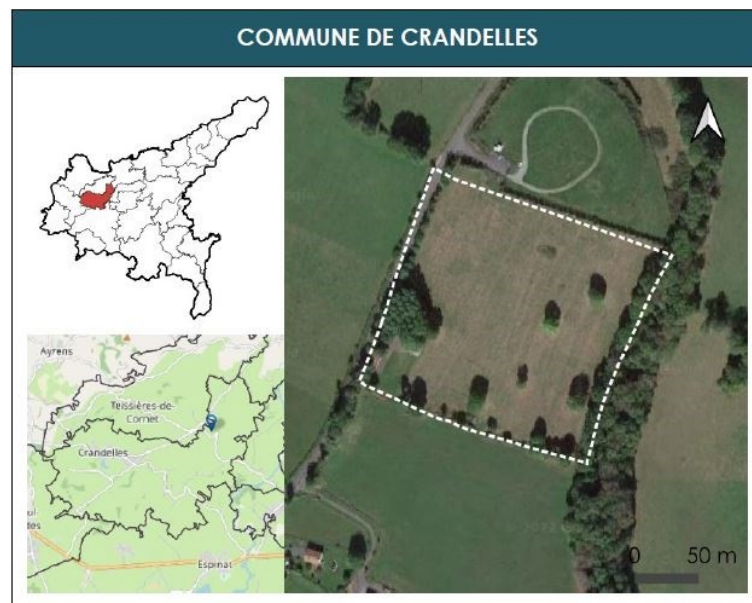 COMMUNE DE CRANDELLES
Ayrens
Teissières-de-
Cornet
Crandelles
Espinat
0 50 m